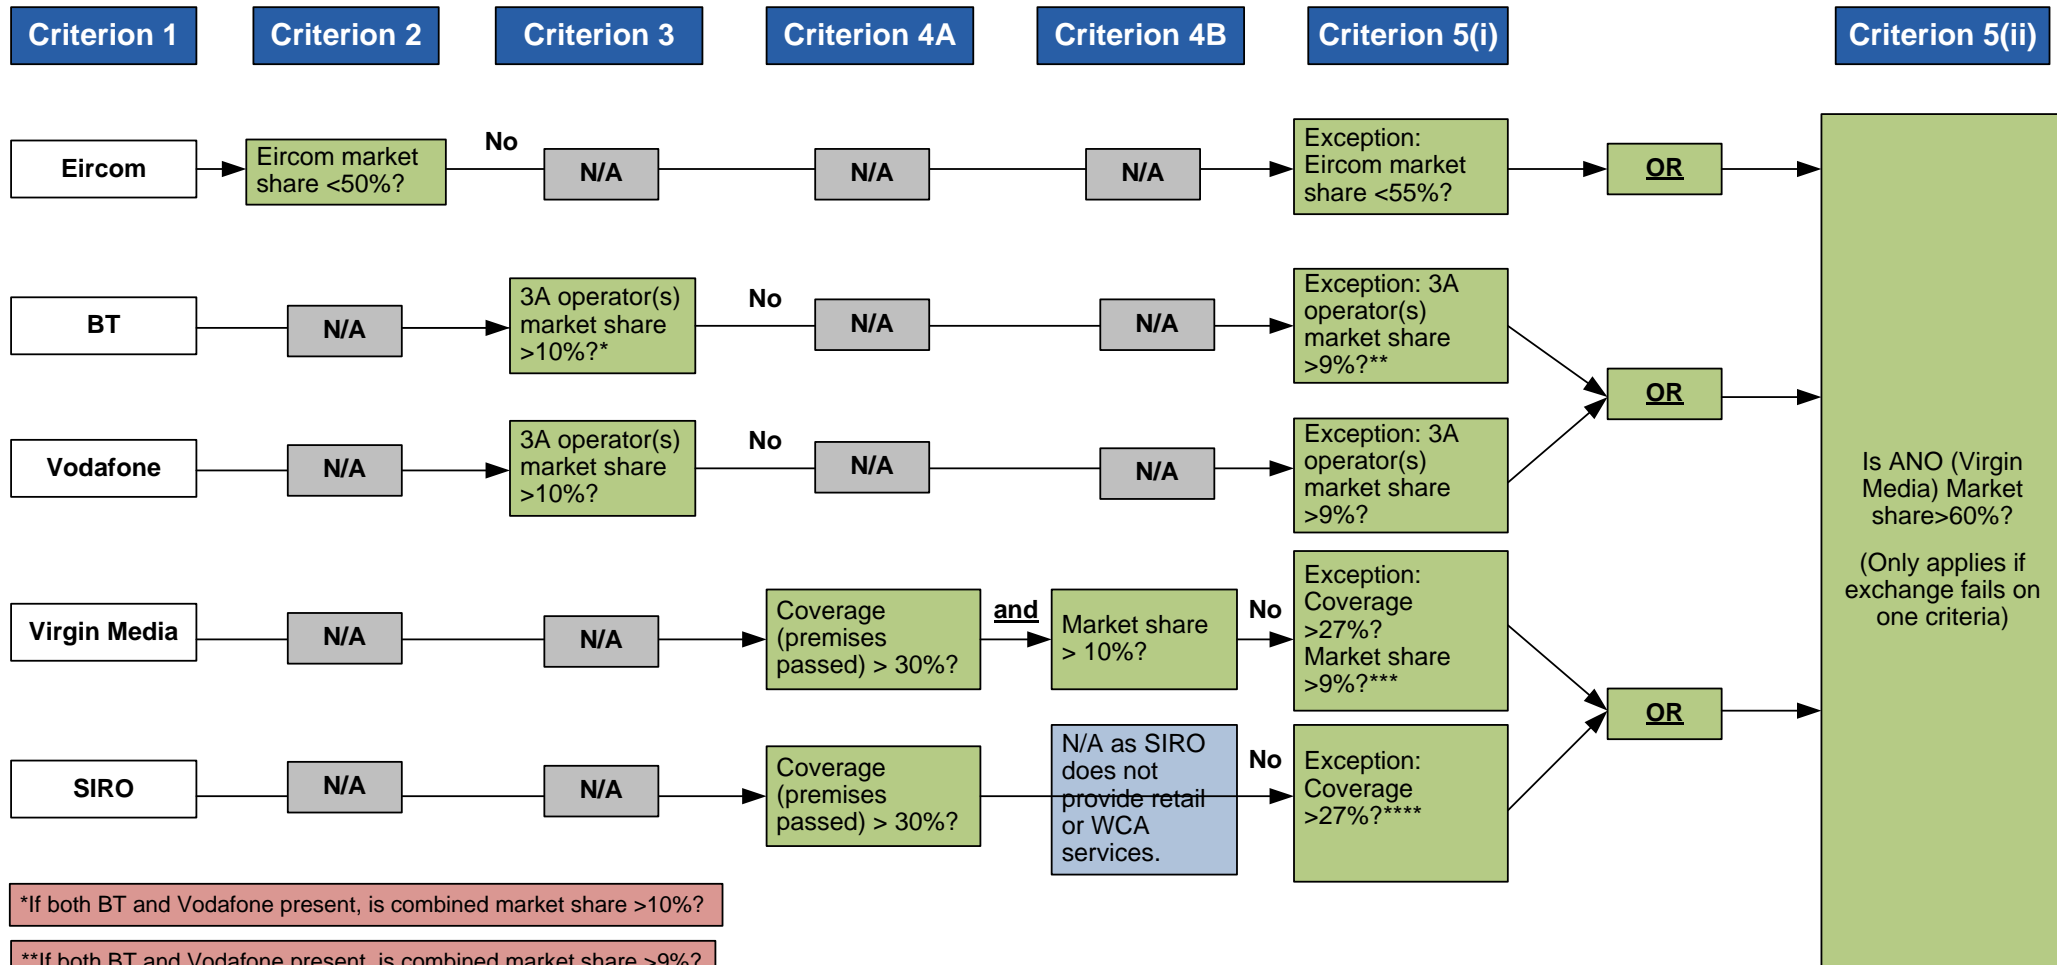 Criterion 1
Criterion 2
Criterion 3
Criterion 4A
Criterion 4B
Criterion 5(i)
Criterion 5(ii)
Eircom
Eircom market
share <50%?
No
N/A
N/A
N/A
Exception:
Eircom market
share <55%?
OR
BT
N/A
3A operator(s)
market share
>10%?*
No
N/A
N/A
Exception: 3A
operator(s)
market share
>9%?**
OR
Vodafone
N/A
3A operator(s)
market share
>10%?
No
N/A
N/A
Exception: 3A
operator(s)
market share
>9%?
Virgin Media
N/A
N/A
Coverage
(premises
passed) > 30%?
and
Market share
> 10%?
No
Exception:
Coverage
>27%?
Market share
>9%?***
OR
SIRO
N/A
N/A
Coverage
(premises
passed) > 30%?
N/A as SIRO
does not
provide retail
or WCA
services.
No
Exception:
Coverage
>27%?****
Is ANO (Virgin
Media) Market
share>60%?
(Only applies if
exchange fails on
one criteria)
*If both BT and Vodafone present, is combined market share >10%?
**If both BT and Vodafone present, is combined market share >9%?